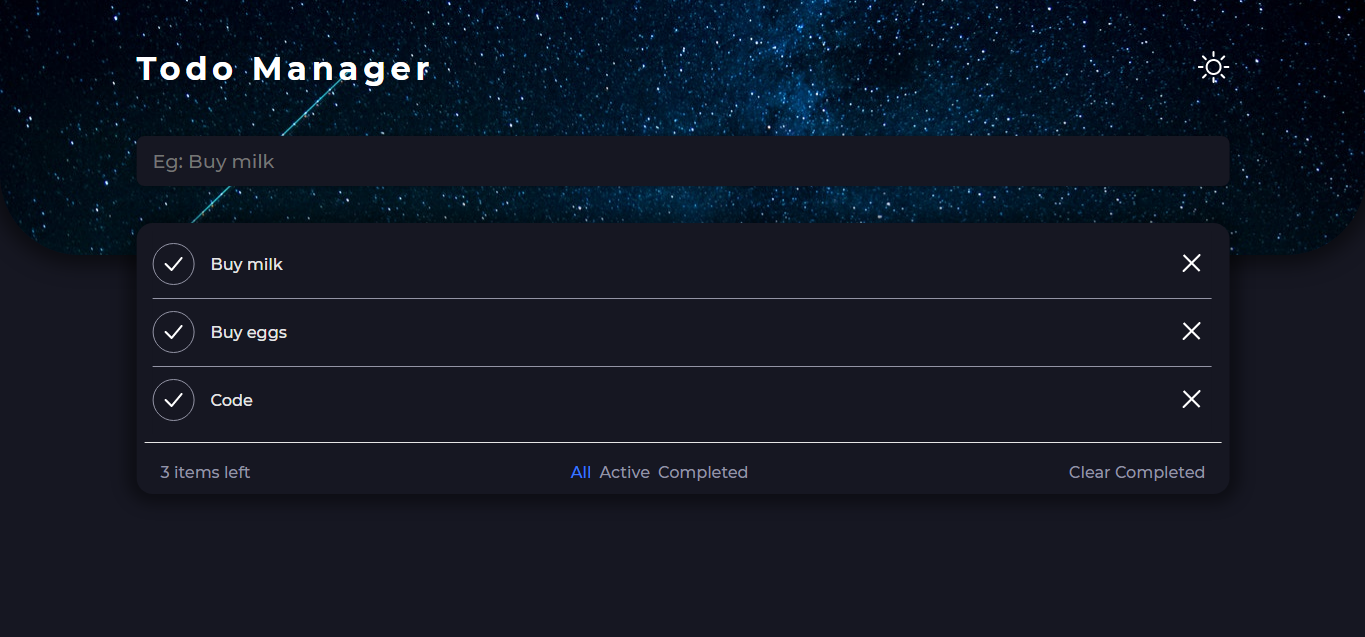 Todo Manager
Eg: Buy milk
Buy milk
Buy eggs
Code
3 items left
All Active Completed
Clear Completed